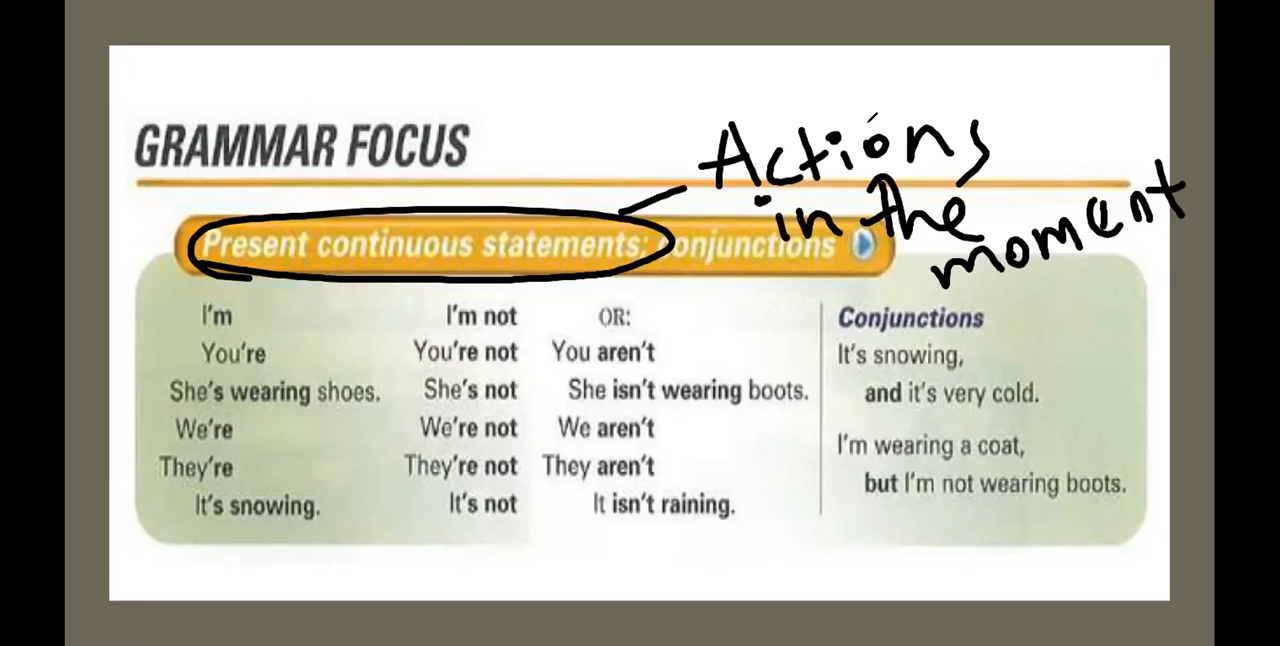 GRAMMAR FOCUS
Actions
in the
moment
Present continuous statements; conjunctions
I'm I'm not OR:
You're You're not You aren't
She's wearing shoes. She's not She isn't wearing boots.
We're We're not We aren't
They're They're not They aren't
It's snowing. It's not It isn't raining.
Conjunctions
It's snowing,
and it's very cold.
I'm wearing a coat,
but I'm not wearing boots.